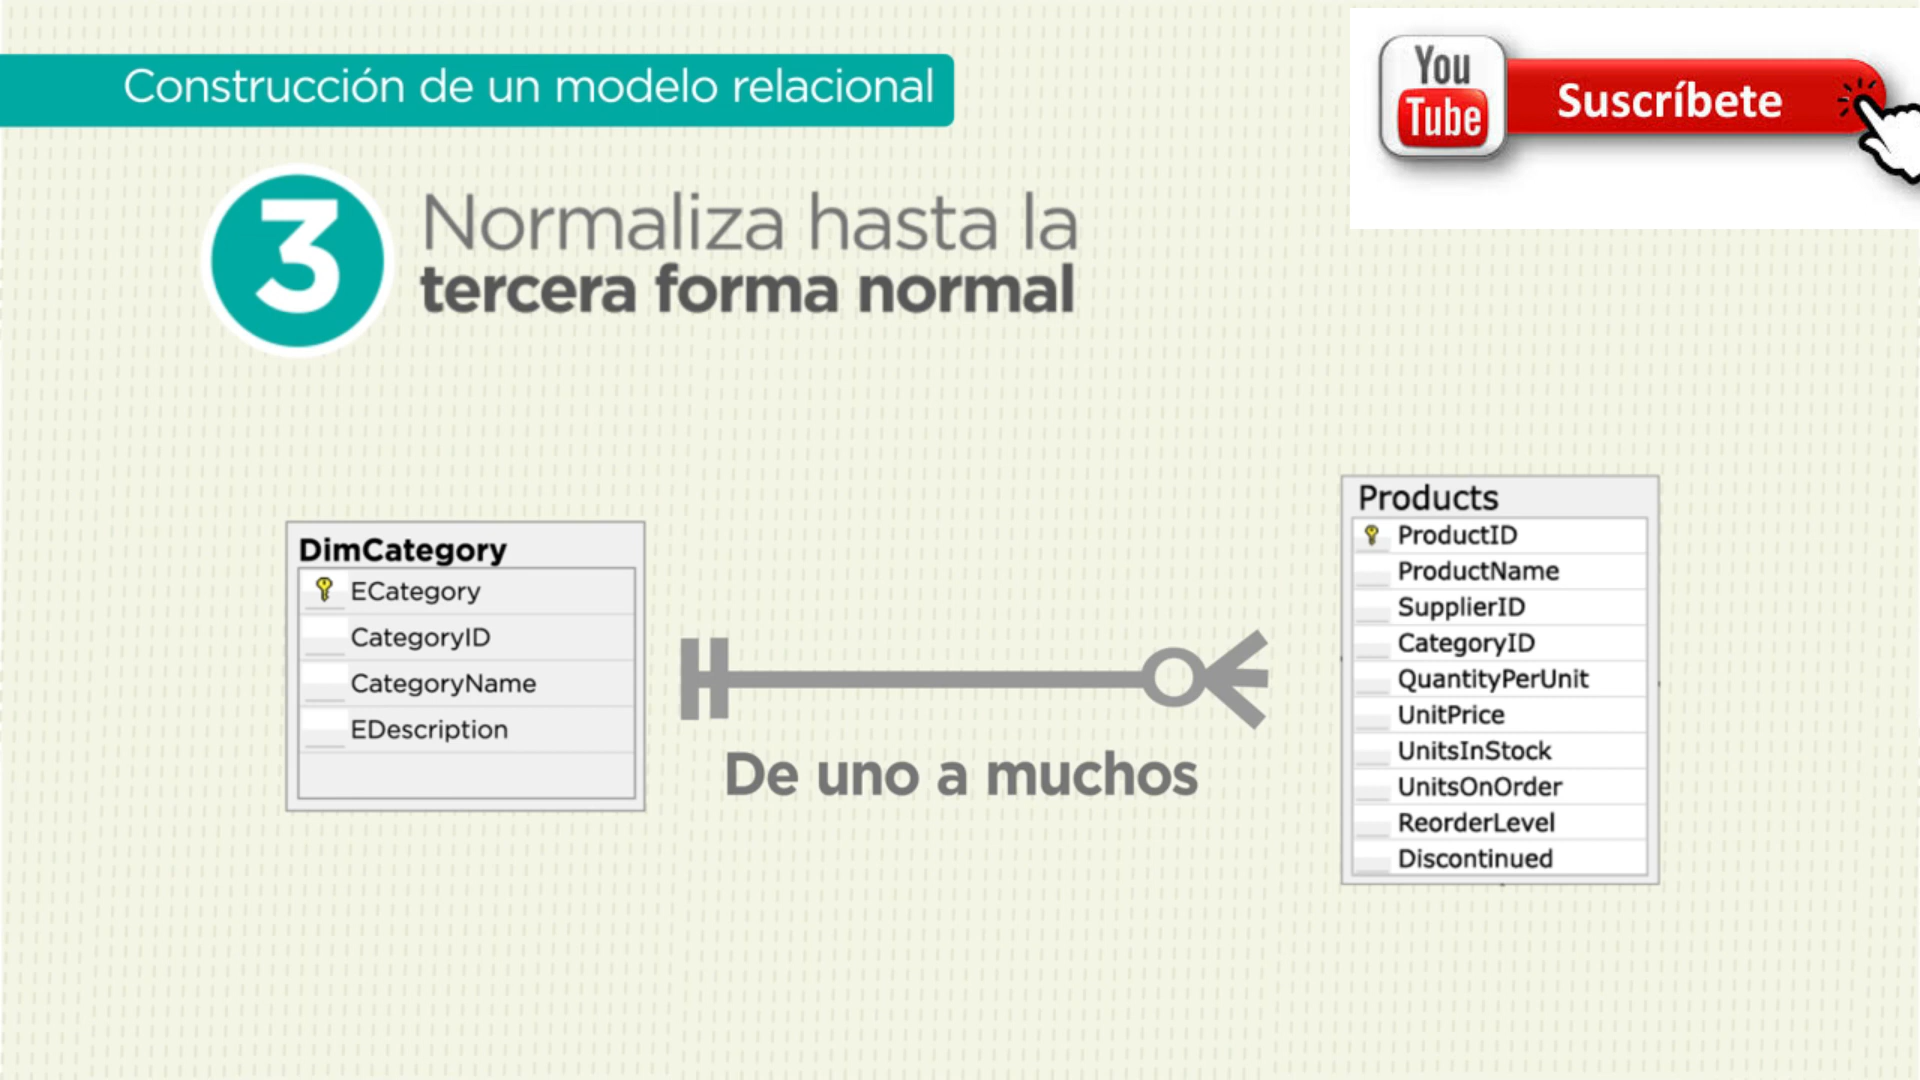 Construcción de un modelo relacional
You
Tube
Suscríbete
3
Normaliza hasta la
tercera forma normal
DimCategory
ECategory
CategoryID
CategoryName
EDescription
De uno a muchos
Products
ProductID
ProductName
SupplierID
CategoryID
QuantityPerUnit
UnitPrice
UnitsInStock
UnitsOnOrder
ReorderLevel
Discontinued